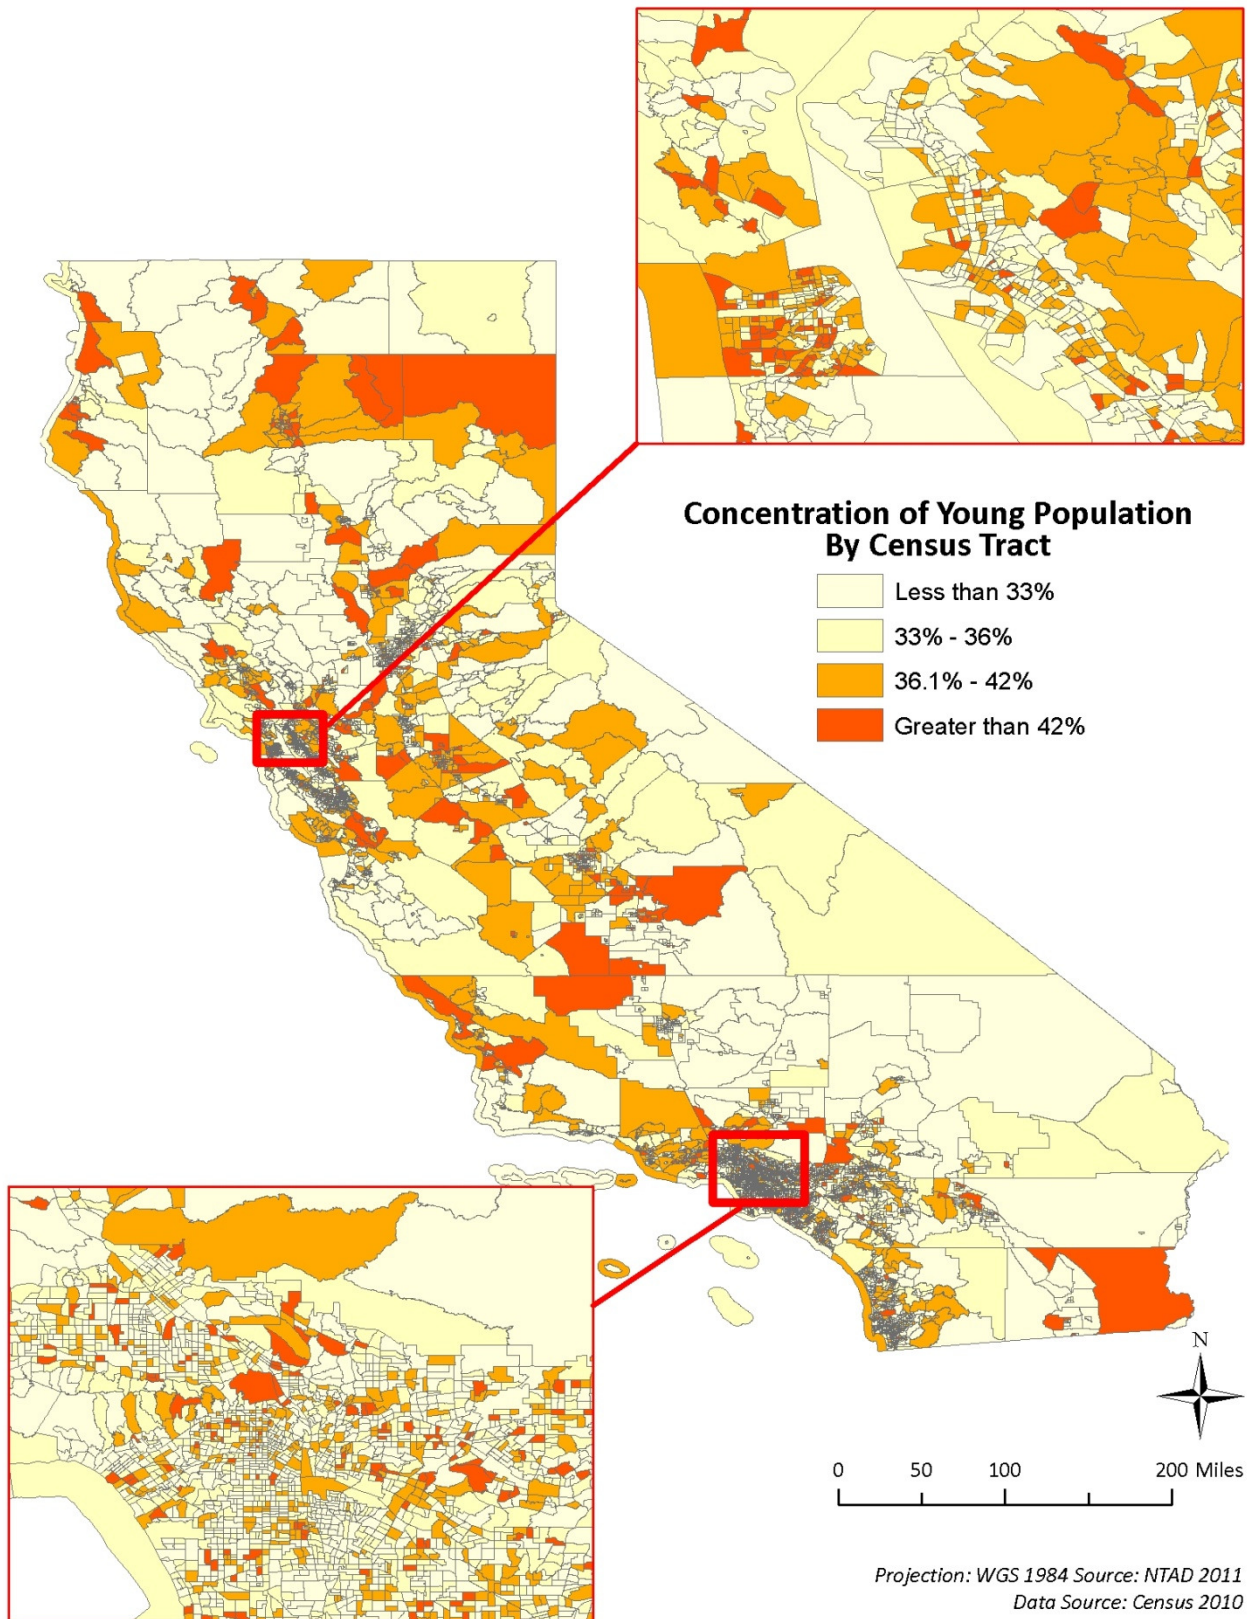 Concentration of Young Population
By Census Tract
Less than 33%
33% - 36%
36.1% - 42%
Greater than 42%
N
0 50 100 200 Miles
Projection: WGS 1984 Source: NTAD 2011
Data Source: Census 2010